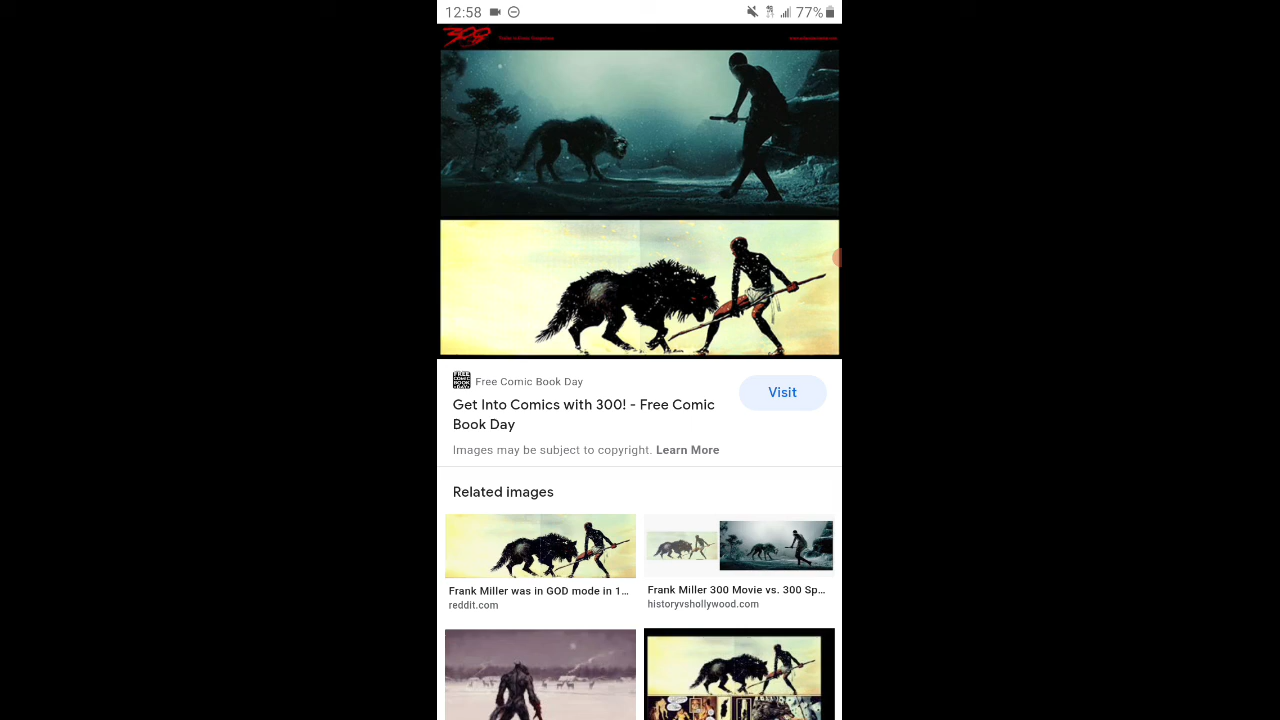 12:58
77%
300
Free Comic Book Day
Visit
Get Into Comics with 300! - Free Comic
Book Day
Images may be subject to copyright. Learn More
Related images
Frank Miller was in GOD mode in 1...
reddit.com
Frank Miller 300 Movie vs. 300 Sp...
historyvshollywood.com